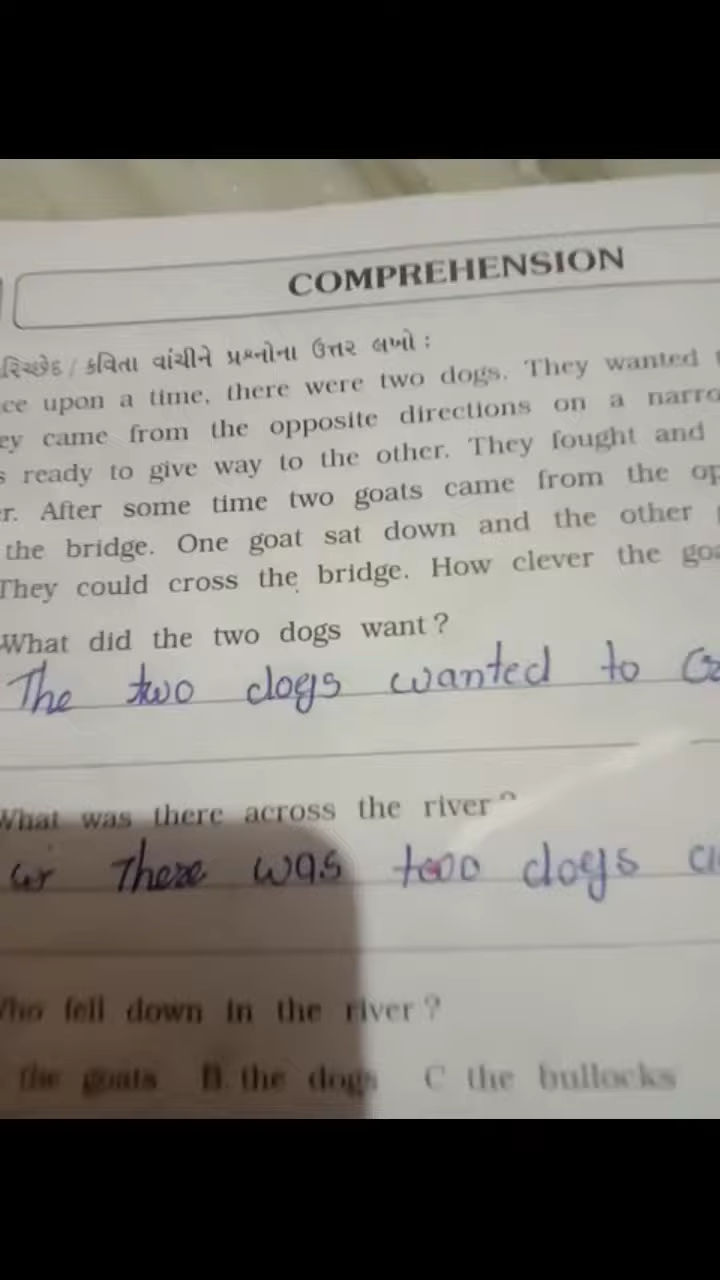 COMPREHENSION
રિચ્છેદ / કવિતા વાંચીને પ્રશ્નોના ઉત્તર લખો :
ce upon a time, there were two dogs. They wanted
ey came from the opposite directions on a narro
s ready to give way to the other. They fought and
r. After some time two goats came from the op
the bridge. One goat sat down and the other
They could cross the bridge. How clever the goa
What did the two dogs want ?
The two dogs wanted to
What was there across the river ?
There was two dogs
Who fell down in the river ?
the goats B. the dogs C the bullocks